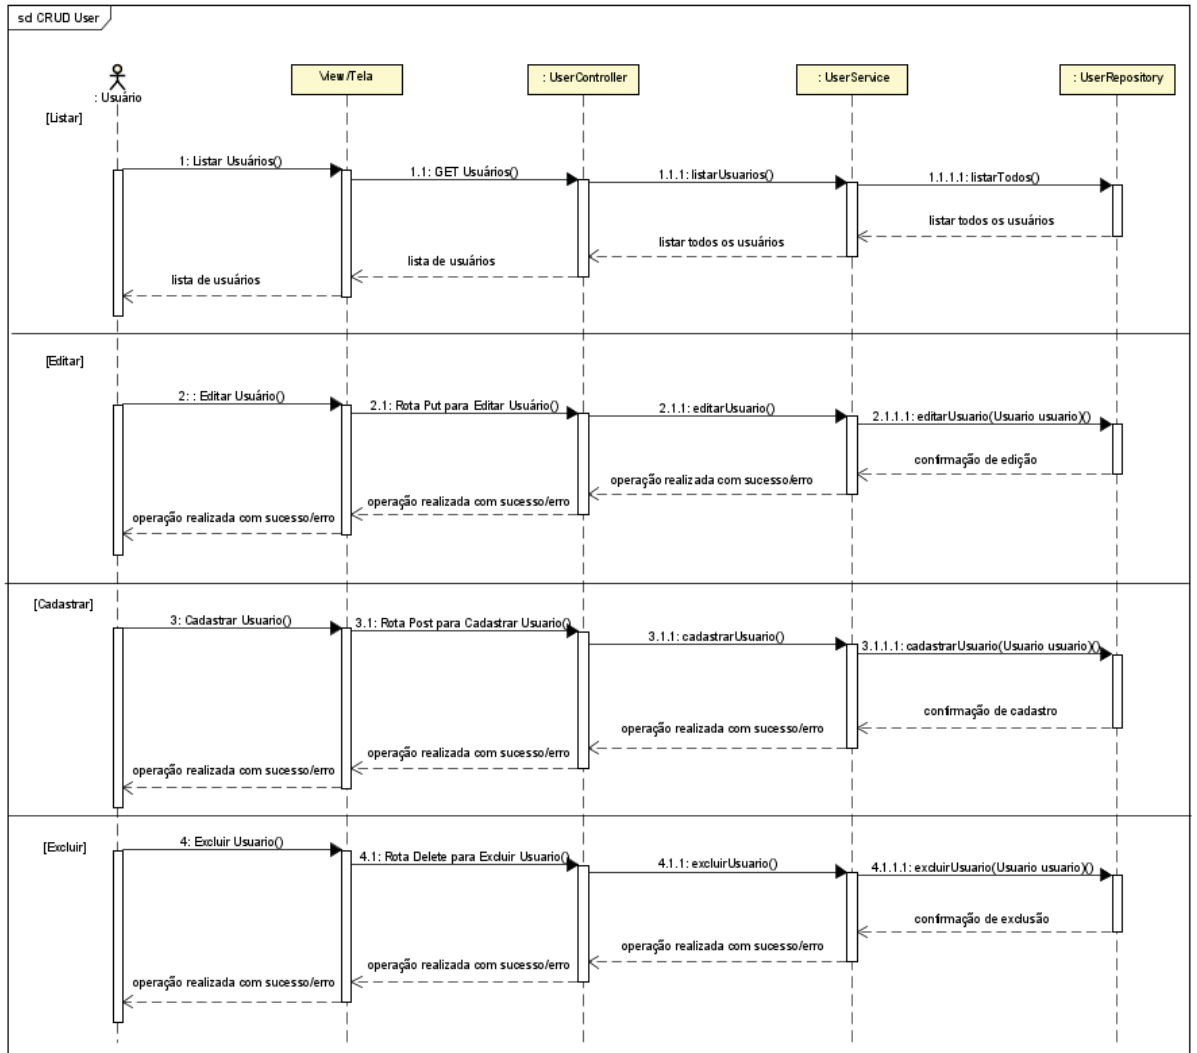 sd CRUD User
: Usuário
View/Tela
: UserController
: UserService
: UserRepository
[Listar]
1: Listar Usuários()
1.1: GET Usuários()
1.1.1: listarUsuarios()
1.1.1.1: listarTodos()
listar todos os usuários
listar todos os usuários
lista de usuários
lista de usuários
[Editar]
2: : Editar Usuário()
2.1: Rota Put para Editar Usuário()
2.1.1: editarUsuario()
2.1.1.1: editarUsuario(Usuario usuario)()
confirmação de edição
operação realizada com sucesso/erro
operação realizada com sucesso/erro
operação realizada com sucesso/erro
[Cadastrar]
3: Cadastrar Usuario()
3.1: Rota Post para Cadastrar Usuario()
3.1.1: cadastrarUsuario()
3.1.1.1: cadastrarUsuario(Usuario usuario)()
confirmação de cadastro
operação realizada com sucesso/erro
operação realizada com sucesso/erro
operação realizada com sucesso/erro
[Excluir]
4: Excluir Usuario()
4.1: Rota Delete para Excluir Usuario()
4.1.1: excluirUsuario()
4.1.1.1: excluirUsuario(Usuario usuario)()
confirmação de exclusão
operação realizada com sucesso/erro
operação realizada com sucesso/erro
operação realizada com sucesso/erro